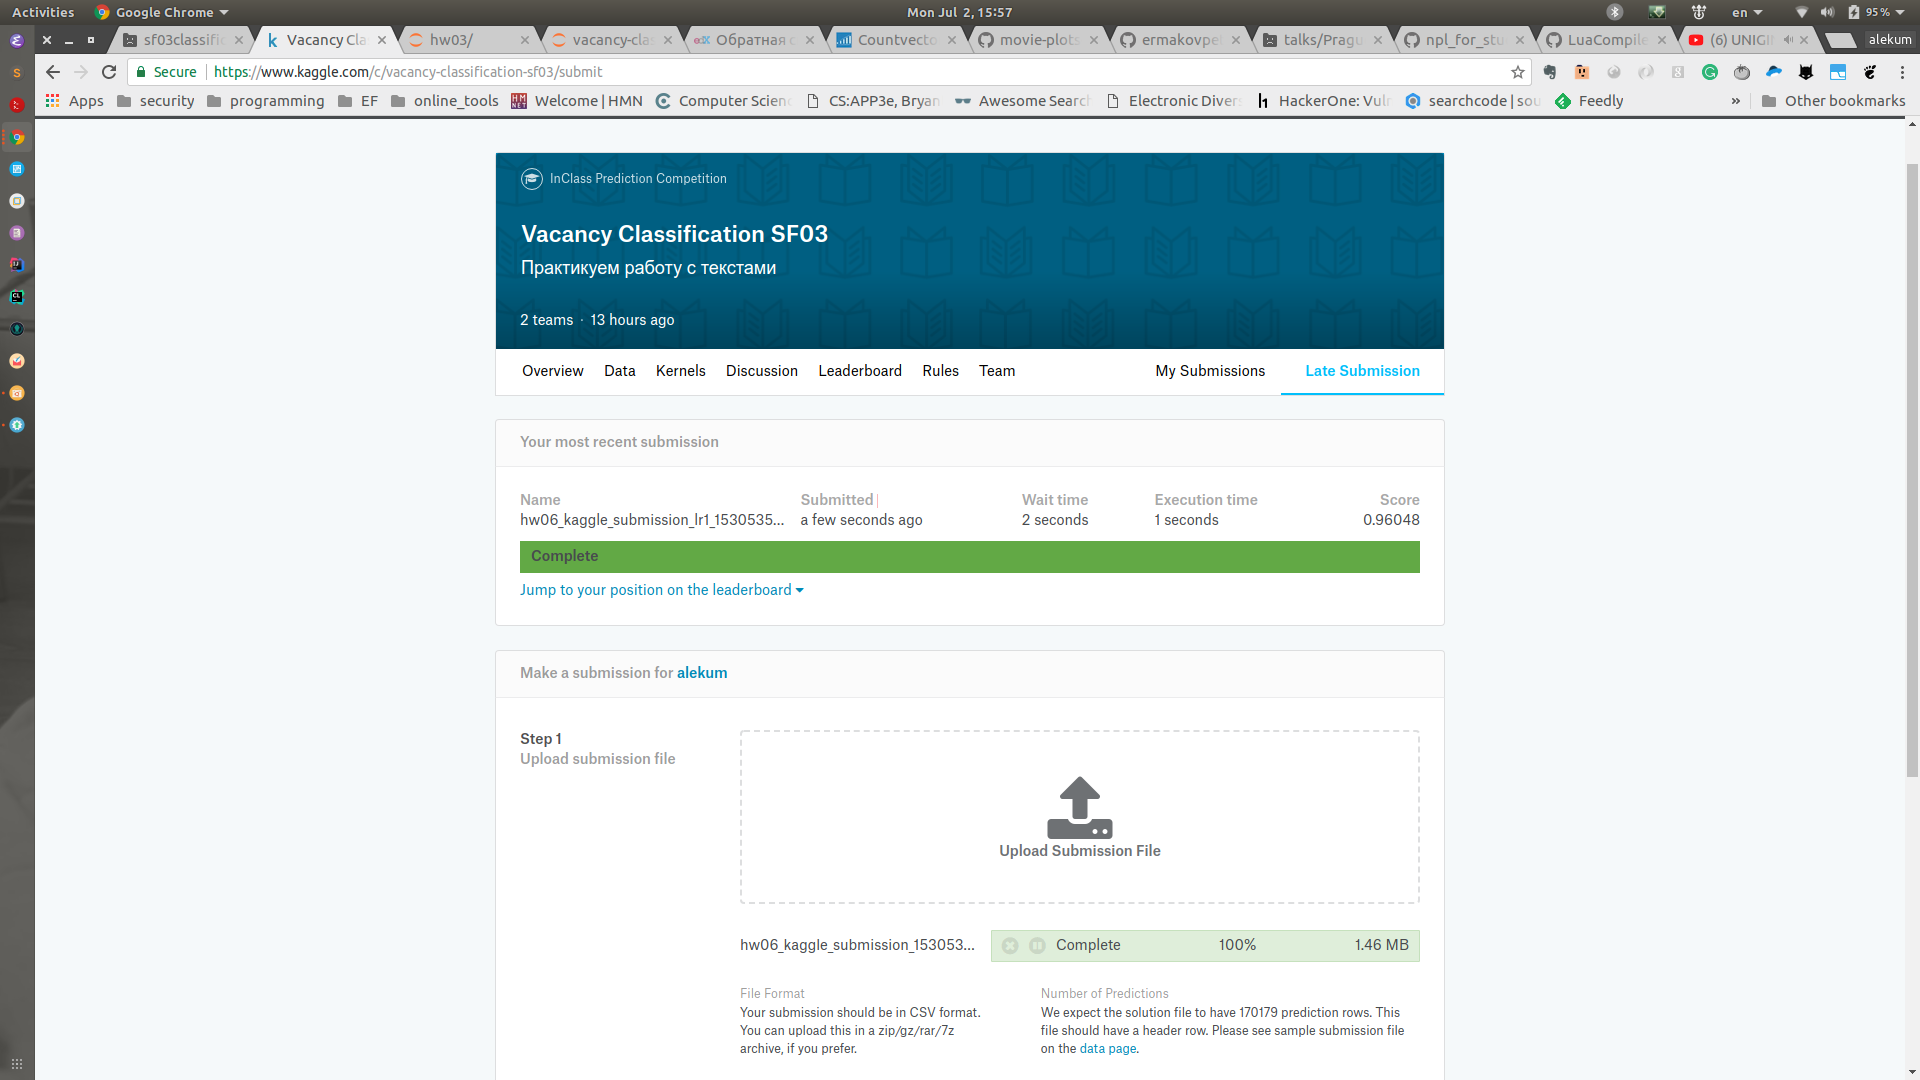 Activities Google Chrome Mon Jul 2, 15:57 en 95%
sf03classific Vacancy Cla hw03/ vacancy-clas Обратная с Countvecto movie-plots ermakovpe talks/Pragu npl_for_stu LuaCompile (6) UNIGI alekum
Secure https://www.kaggle.com/c/vacancy-classification-sf03/submit
Apps security programming EF online_tools Welcome | HMN Computer Scien CS:APP3e, Bryan Awesome Searc Electronic Diver HackerOne: Vuln searchcode | sou Feedly » Other bookmarks
InClass Prediction Competition
Vacancy Classification SF03
Практикуем работу с текстами
2 teams · 13 hours ago
Overview Data Kernels Discussion Leaderboard Rules Team My Submissions Late Submission
Your most recent submission
Name Submitted Wait time Execution time Score
hw06_kaggle_submission_lr1_1530535... a few seconds ago 2 seconds 1 seconds 0.96048
Complete
Jump to your position on the leaderboard
Make a submission for alekum
Step 1
Upload submission file
Upload Submission File
hw06_kaggle_submission_153053... Complete 100% 1.46 MB
File Format
Your submission should be in CSV format.
You can upload this in a zip/gz/rar/7z
archive, if you prefer.
Number of Predictions
We expect the solution file to have 170179 prediction rows. This
file should have a header row. Please see sample submission file
on the data page.